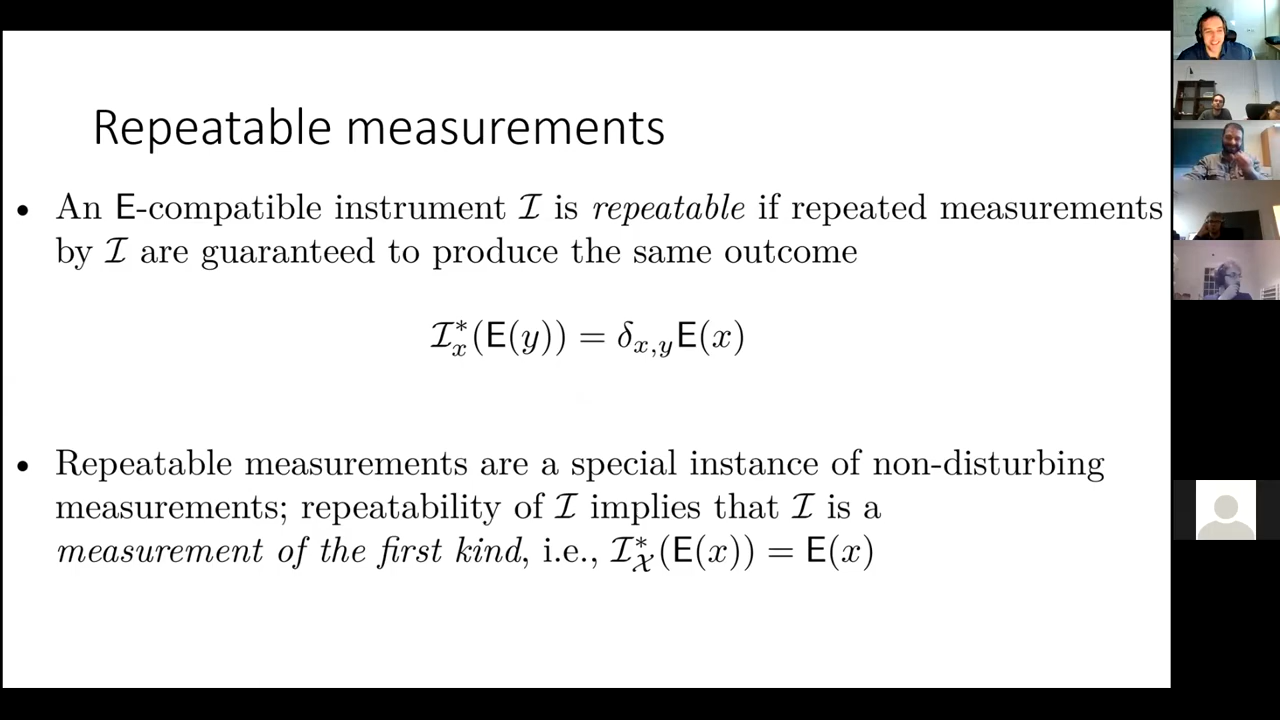 Repeatable measurements
• An E-compatible instrument ℐ is repeatable if repeated measurements
by ℐ are guaranteed to produce the same outcome
ℐ*ₓ(E(y)) = δₓ,ᵧE(x)
• Repeatable measurements are a special instance of non-disturbing
measurements; repeatability of ℐ implies that ℐ is a
measurement of the first kind, i.e., ℐ*_𝒳(E(x)) = E(x)